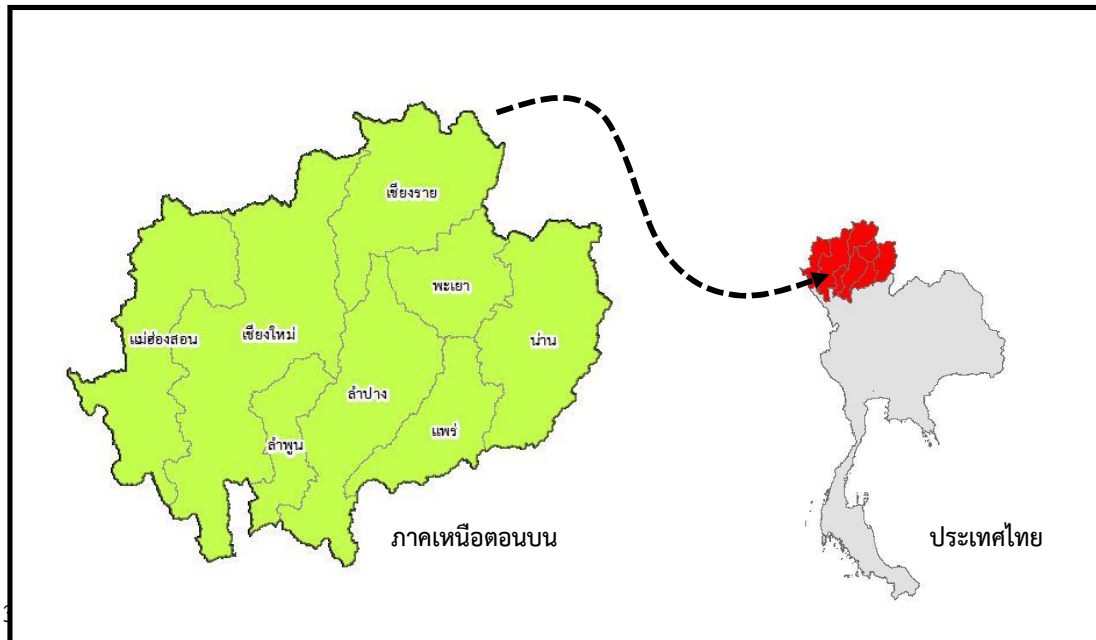 เชียงราย
พะเยา
แม่ฮ่องสอน
เชียงใหม่
น่าน
ลำปาง
แพร่
ลำพูน
ภาคเหนือตอนบน
ประเทศไทย